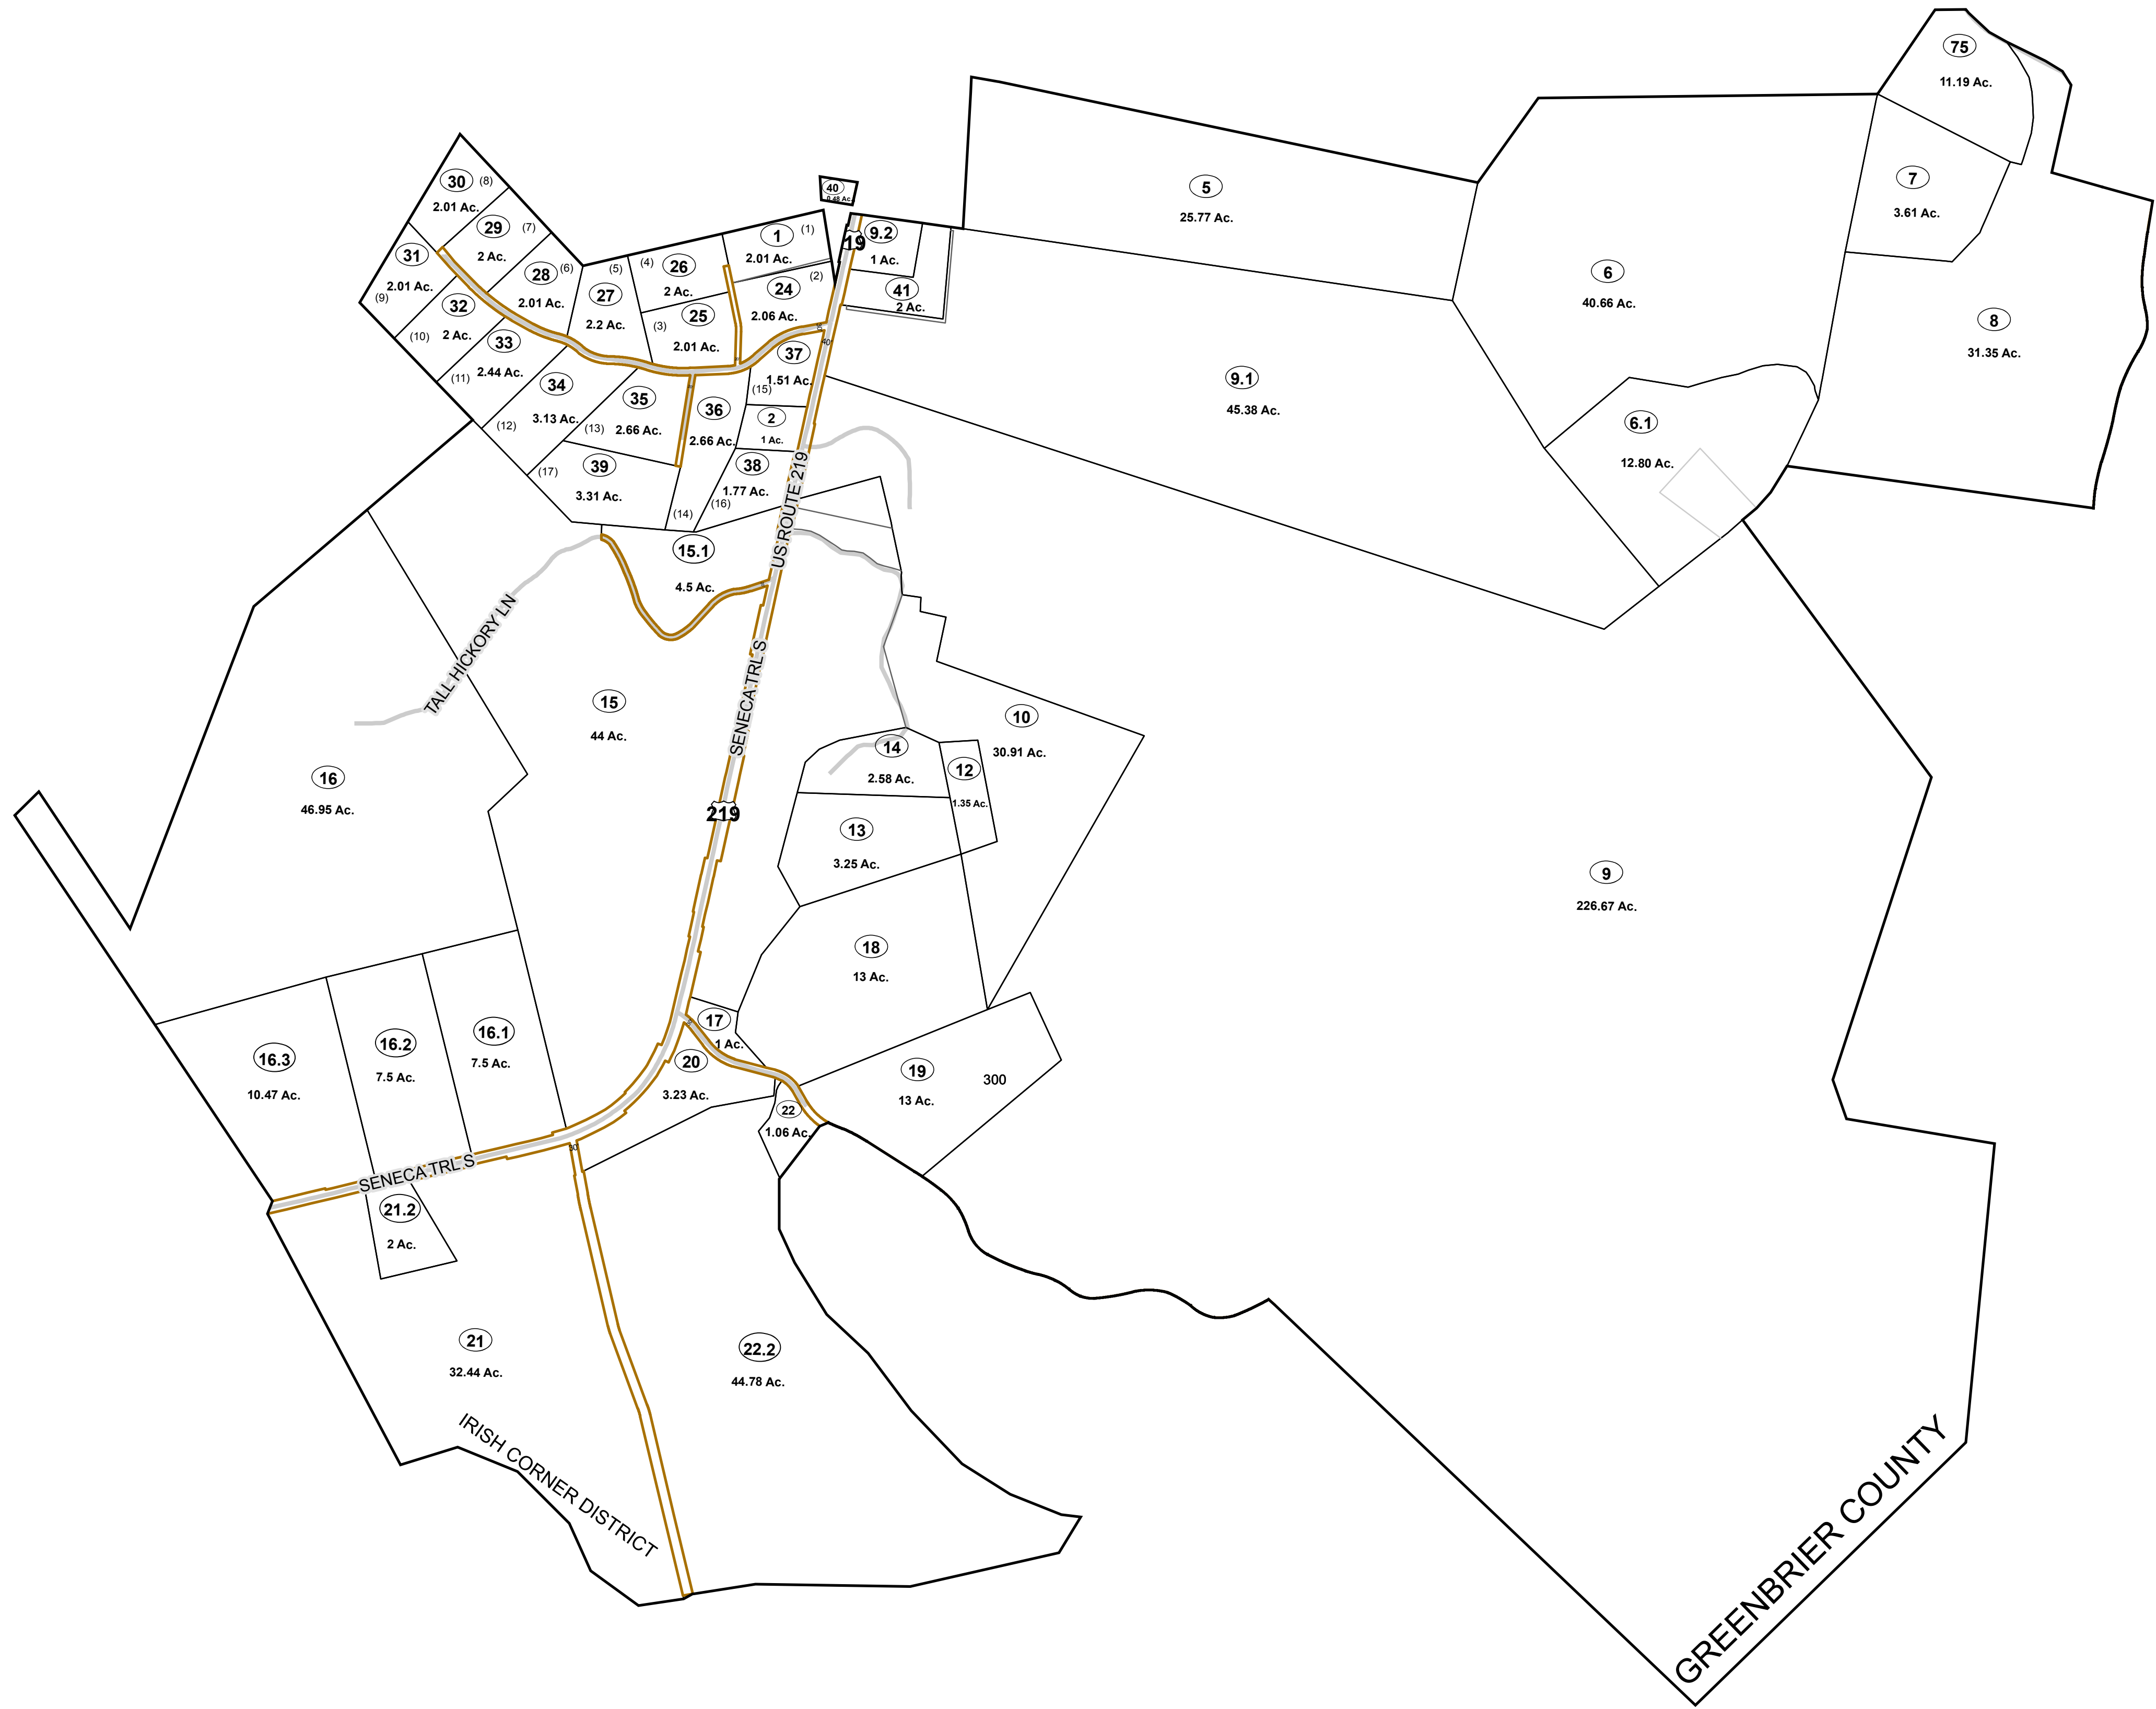 75
11.19 Ac.
7
3.61 Ac.
8
31.35 Ac.
6
40.66 Ac.
6.1
12.80 Ac.
5
25.77 Ac.
9.1
45.38 Ac.
40
0.48 Ac.
19
9.2
1 Ac.
41
2 Ac.
30 (8)
2.01 Ac.
29 (7)
2 Ac.
28 (6)
2.01 Ac.
31
2.01 Ac.
(9)
32
2 Ac.
(10)
33
2.44 Ac.
(11)
27 (5)
2.2 Ac.
26 (4)
2 Ac.
25
(3)
2.01 Ac.
1 (1)
2.01 Ac.
24 (2)
2.06 Ac.
40'
37
1.51 Ac.
(15)
2
1 Ac.
34
3.13 Ac.
(12)
35
2.66 Ac.
(13)
36
2.66 Ac.
(14)
38
1.77 Ac.
(16)
39
3.31 Ac.
(17)
15.1
4.5 Ac.
US ROUTE 219
TALL HICKORY LN
SENECA TRL S
15
44 Ac.
16
46.95 Ac.
219
10
30.91 Ac.
14
2.58 Ac.
12
1.35 Ac.
13
3.25 Ac.
9
226.67 Ac.
18
13 Ac.
17
1 Ac.
20
3.23 Ac.
19
13 Ac.
300
22
1.06 Ac.
16.3
10.47 Ac.
16.2
7.5 Ac.
16.1
7.5 Ac.
30'
SENECA TRL S
21.2
2 Ac.
21
32.44 Ac.
22.2
44.78 Ac.
IRISH CORNER DISTRICT
GREENBRIER COUNTY